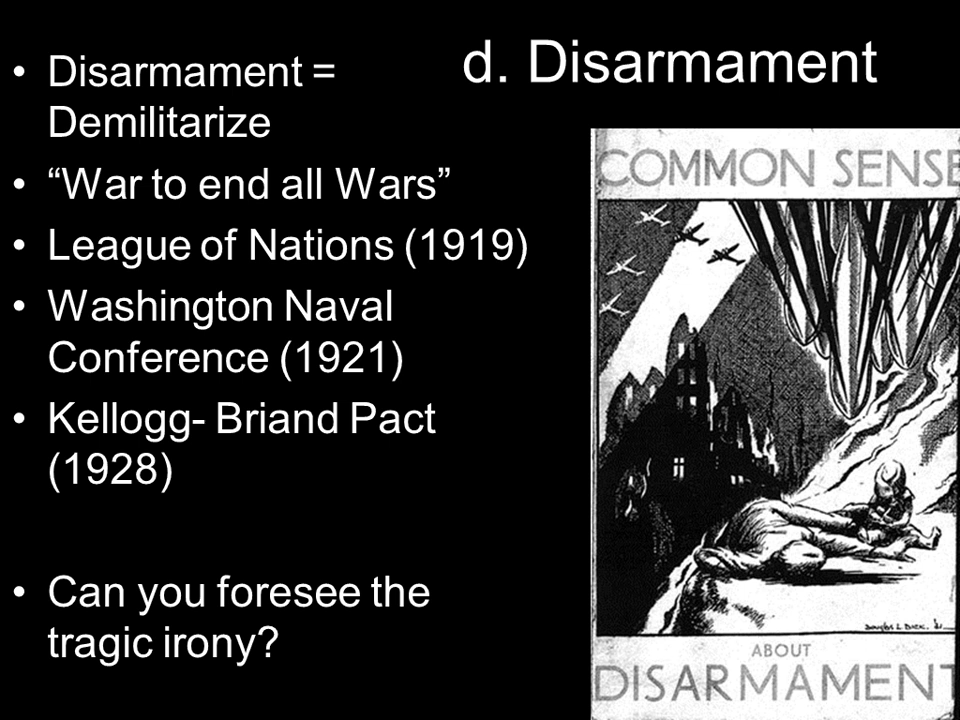 d. Disarmament
• Disarmament =
Demilitarize
• “War to end all Wars”
• League of Nations (1919)
• Washington Naval
Conference (1921)
• Kellogg- Briand Pact
(1928)
• Can you foresee the
tragic irony?
COMMON SENSE
ABOUT
DISARMAMENT